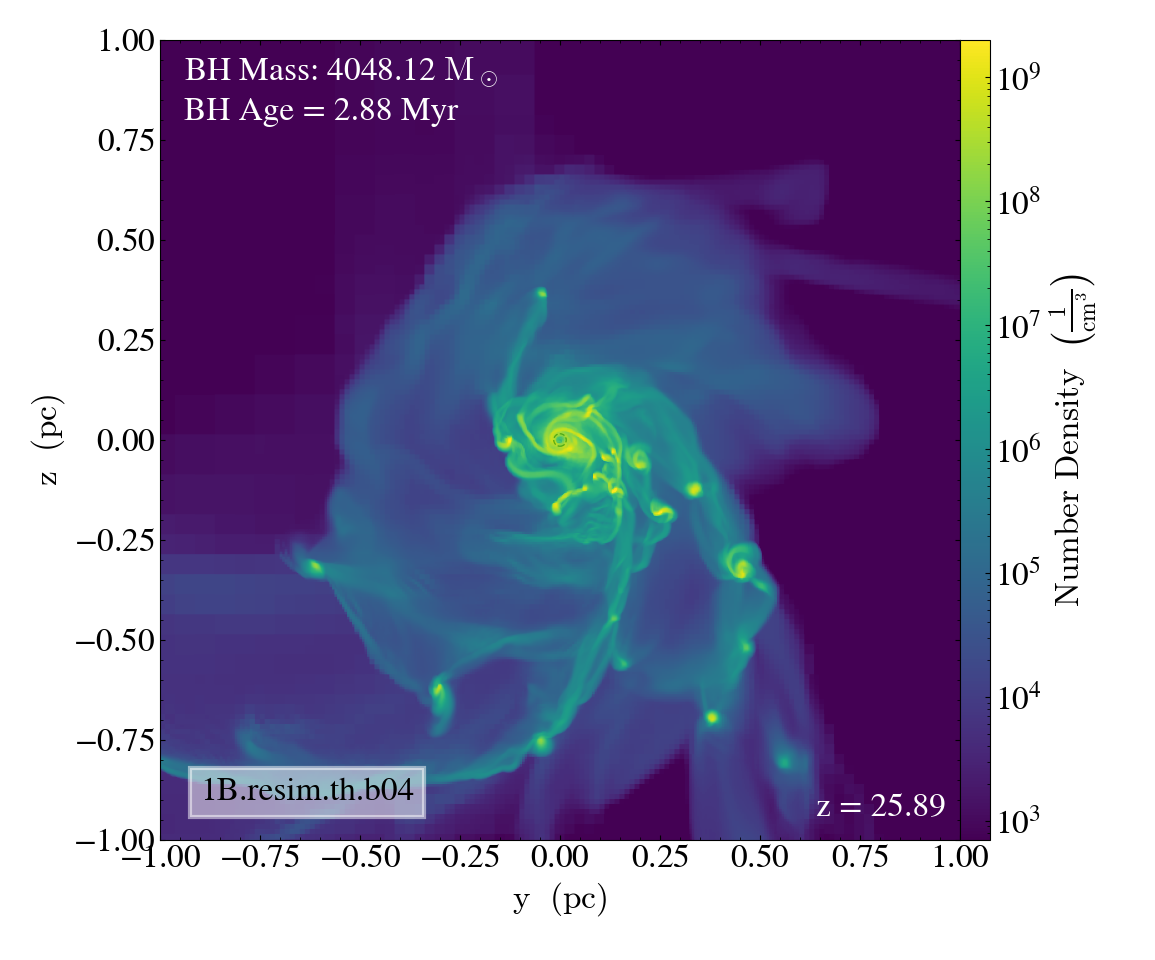 BH Mass: 4048.12 M⊙
BH Age = 2.88 Myr
1.00
0.75
0.50
0.25
0.00
−0.25
−0.50
−0.75
−1.00
z (pc)
1B.resim.th.b04
z = 25.89
−1.00 −0.75 −0.50 −0.25 0.00 0.25 0.50 0.75 1.00
y (pc)
10⁹
10⁸
10⁷
10⁶
10⁵
10⁴
10³
Number Density (1/cm³)